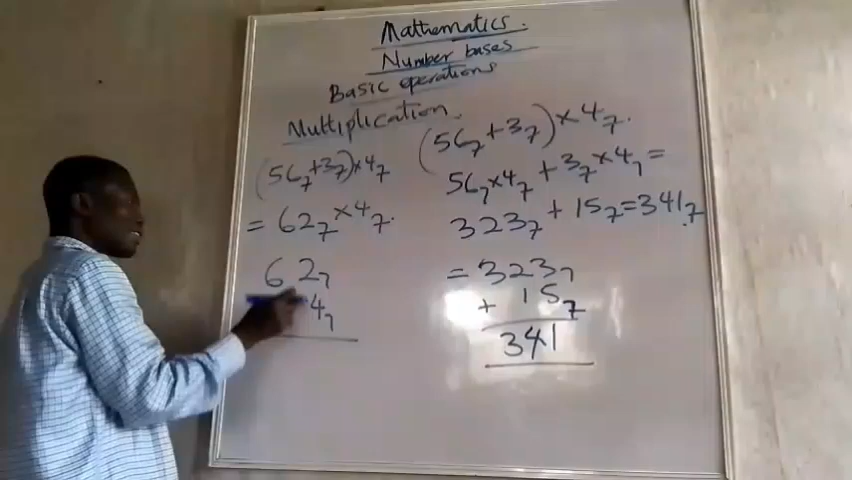 Mathematics.
Number bases
Basic operations
Multiplication.
(56₇+3₇)×4₇
= 62₇×4₇.
62₇
4₇
(56₇+3₇)×4₇.
56₇×4₇ + 3₇×4₇=
323₇ + 15₇=341₇
= 323₇
+ 15₇
341